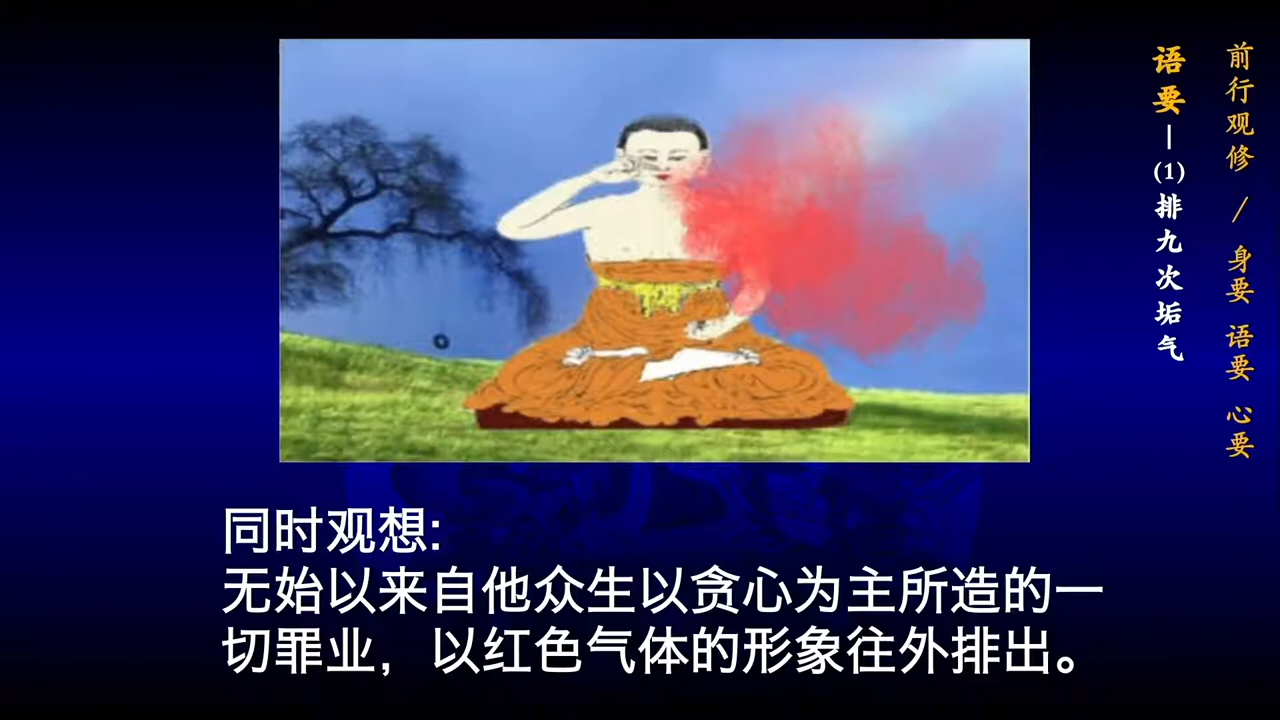 前行观修 / 身要 语要 心要
语要—(1)排九次垢气
同时观想:
无始以来自他众生以贪心为主所造的一
切罪业，以红色气体的形象往外排出。